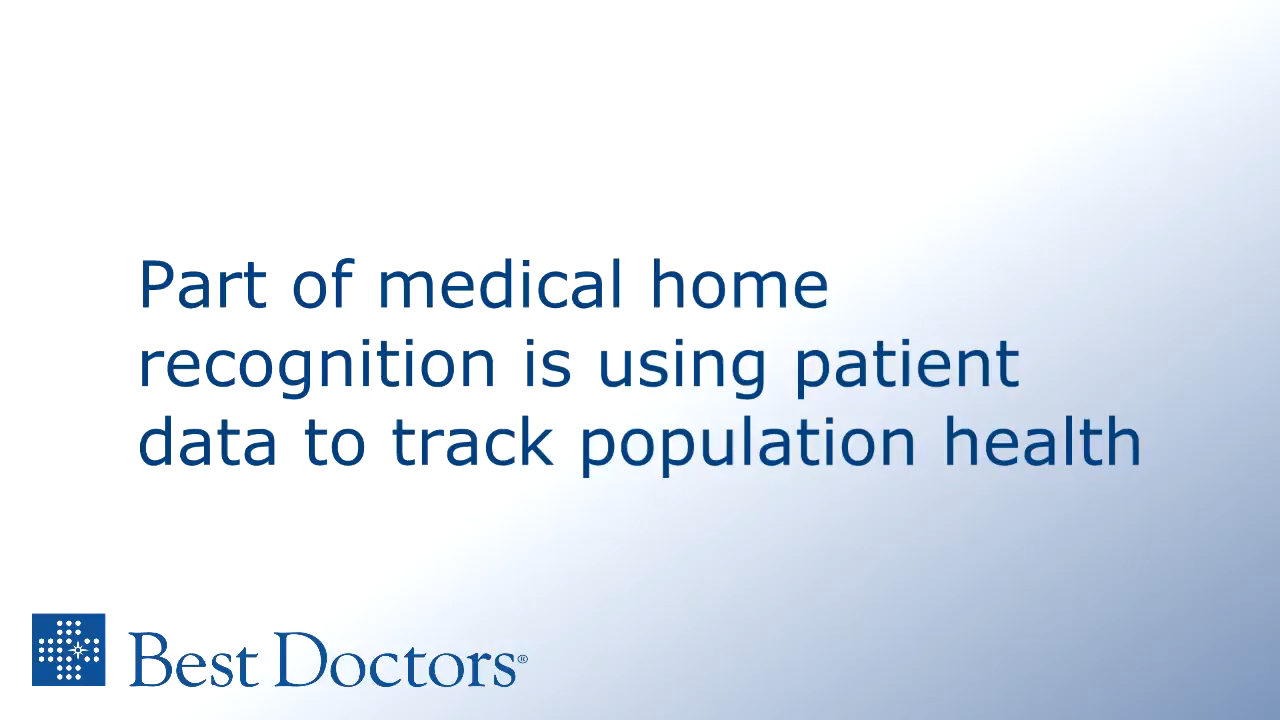 Part of medical home
recognition is using patient
data to track population health
Best Doctors®